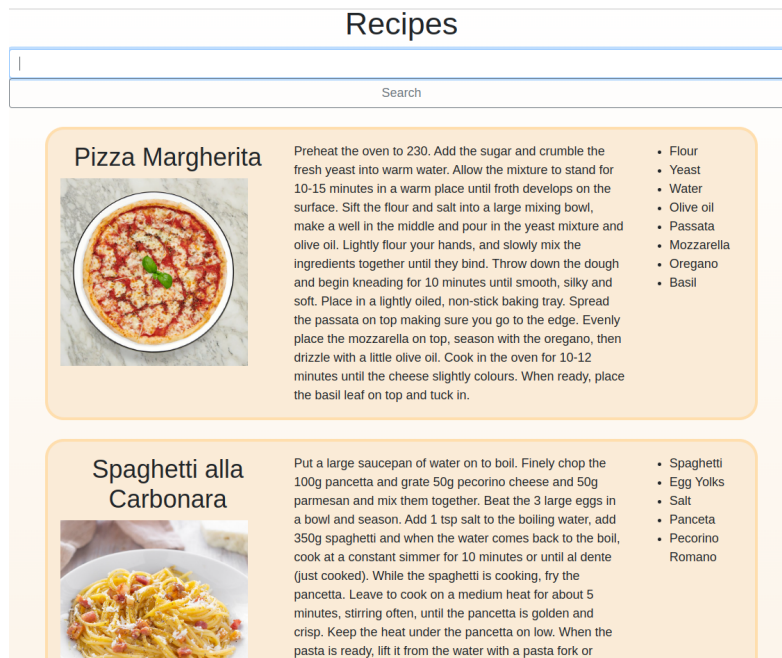 Recipes
Search
Pizza Margherita
Preheat the oven to 230. Add the sugar and crumble the
fresh yeast into warm water. Allow the mixture to stand for
10-15 minutes in a warm place until froth develops on the
surface. Sift the flour and salt into a large mixing bowl,
make a well in the middle and pour in the yeast mixture and
olive oil. Lightly flour your hands, and slowly mix the
ingredients together until they bind. Throw down the dough
and begin kneading for 10 minutes until smooth, silky and
soft. Place in a lightly oiled, non-stick baking tray. Spread
the passata on top making sure you go to the edge. Evenly
place the mozzarella on top, season with the oregano, then
drizzle with a little olive oil. Cook in the oven for 10-12
minutes until the cheese slightly colours. When ready, place
the basil leaf on top and tuck in.
Flour
Yeast
Water
Olive oil
Passata
Mozzarella
Oregano
Basil
Spaghetti alla
Carbonara
Put a large saucepan of water on to boil. Finely chop the
100g pancetta and grate 50g pecorino cheese and 50g
parmesan and mix them together. Beat the 3 large eggs in
a bowl and season. Add 1 tsp salt to the boiling water, add
350g spaghetti and when the water comes back to the boil,
cook at a constant simmer for 10 minutes or until al dente
(just cooked). While the spaghetti is cooking, fry the
pancetta. Leave to cook on a medium heat for about 5
minutes, stirring often, until the pancetta is golden and
crisp. Keep the heat under the pancetta on low. When the
pasta is ready, lift it from the water with a pasta fork or
Spaghetti
Egg Yolks
Salt
Panceta
Pecorino
Romano